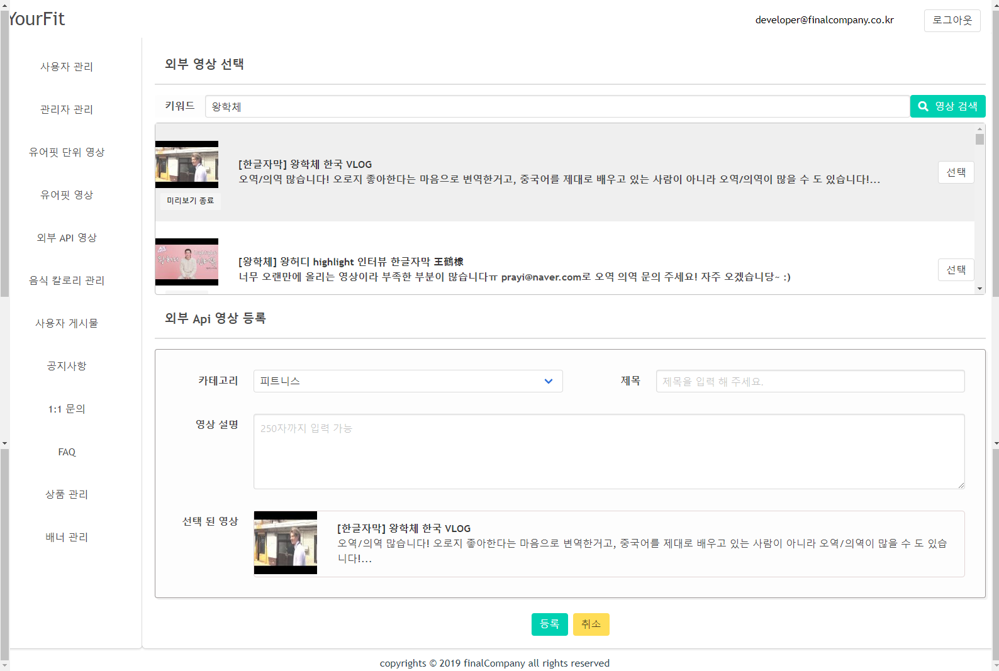 YourFit
developer@finalcompany.co.kr
로그아웃
사용자 관리
관리자 관리
유어핏 단위 영상
유어핏 영상
외부 API 영상
음식 칼로리 관리
사용자 게시물
공지사항
1:1 문의
FAQ
상품 관리
배너 관리
외부 영상 선택
키워드
왕학체
영상 검색
[한글자막] 왕학체 한국 VLOG
오역/의역 많습니다! 오로지 좋아한다는 마음으로 변역한거고, 중국어를 제대로 배우고 있는 사람이 아니라 오역/의역이 많을 수 도 있습니다!...
선택
미리보기 종료
[왕학체] 왕허디 highlight 인터뷰 한글자막 王鶴棣
너무 오랜만에 올리는 영상이라 부족한 부분이 많습니다ㅠ prayi@naver.com로 오역 의역 문의 주세요! 자주 오겠습니당~ :)
선택
외부 Api 영상 등록
카테고리
피트니스
제목
제목을 입력 해 주세요.
영상 설명
250자까지 입력 가능
선택 된 영상
[한글자막] 왕학체 한국 VLOG
오역/의역 많습니다! 오로지 좋아한다는 마음으로 변역한거고, 중국어를 제대로 배우고 있는 사람이 아니라 오역/의역이 많을 수 도 있습
니다!...
등록
취소
copyrights © 2019 finalCompany all rights reserved